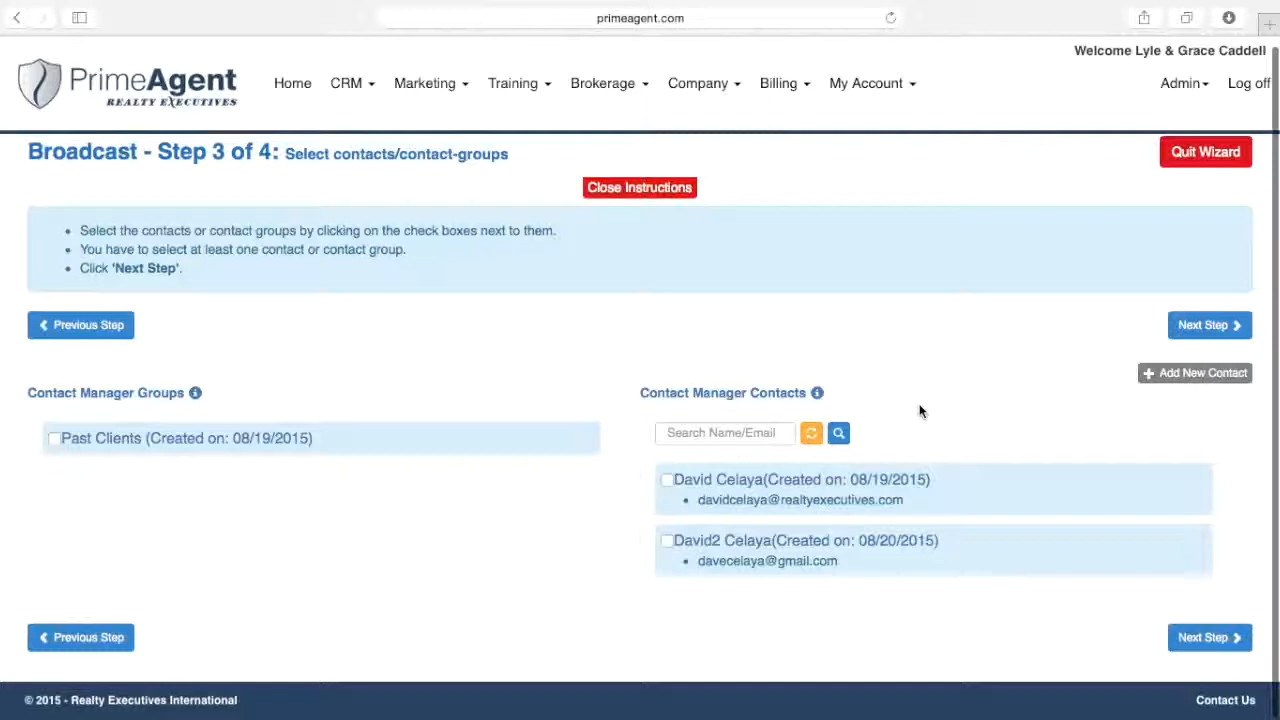 primeagent.com
Welcome Lyle & Grace Caddell
PrimeAgent
REALTY EXECUTIVES
Home CRM Marketing Training Brokerage Company Billing My Account Admin Log off
Broadcast - Step 3 of 4: Select contacts/contact-groups
Quit Wizard
Close Instructions
• Select the contacts or contact groups by clicking on the check boxes next to them.
• You have to select at least one contact or contact group.
• Click 'Next Step'.
Previous Step
Next Step
+ Add New Contact
Contact Manager Groups
Past Clients (Created on: 08/19/2015)
Contact Manager Contacts
Search Name/Email
David Celaya(Created on: 08/19/2015)
• davidcelaya@realtyexecutives.com
David2 Celaya(Created on: 08/20/2015)
• davecelaya@gmail.com
Previous Step
Next Step
© 2015 - Realty Executives International
Contact Us